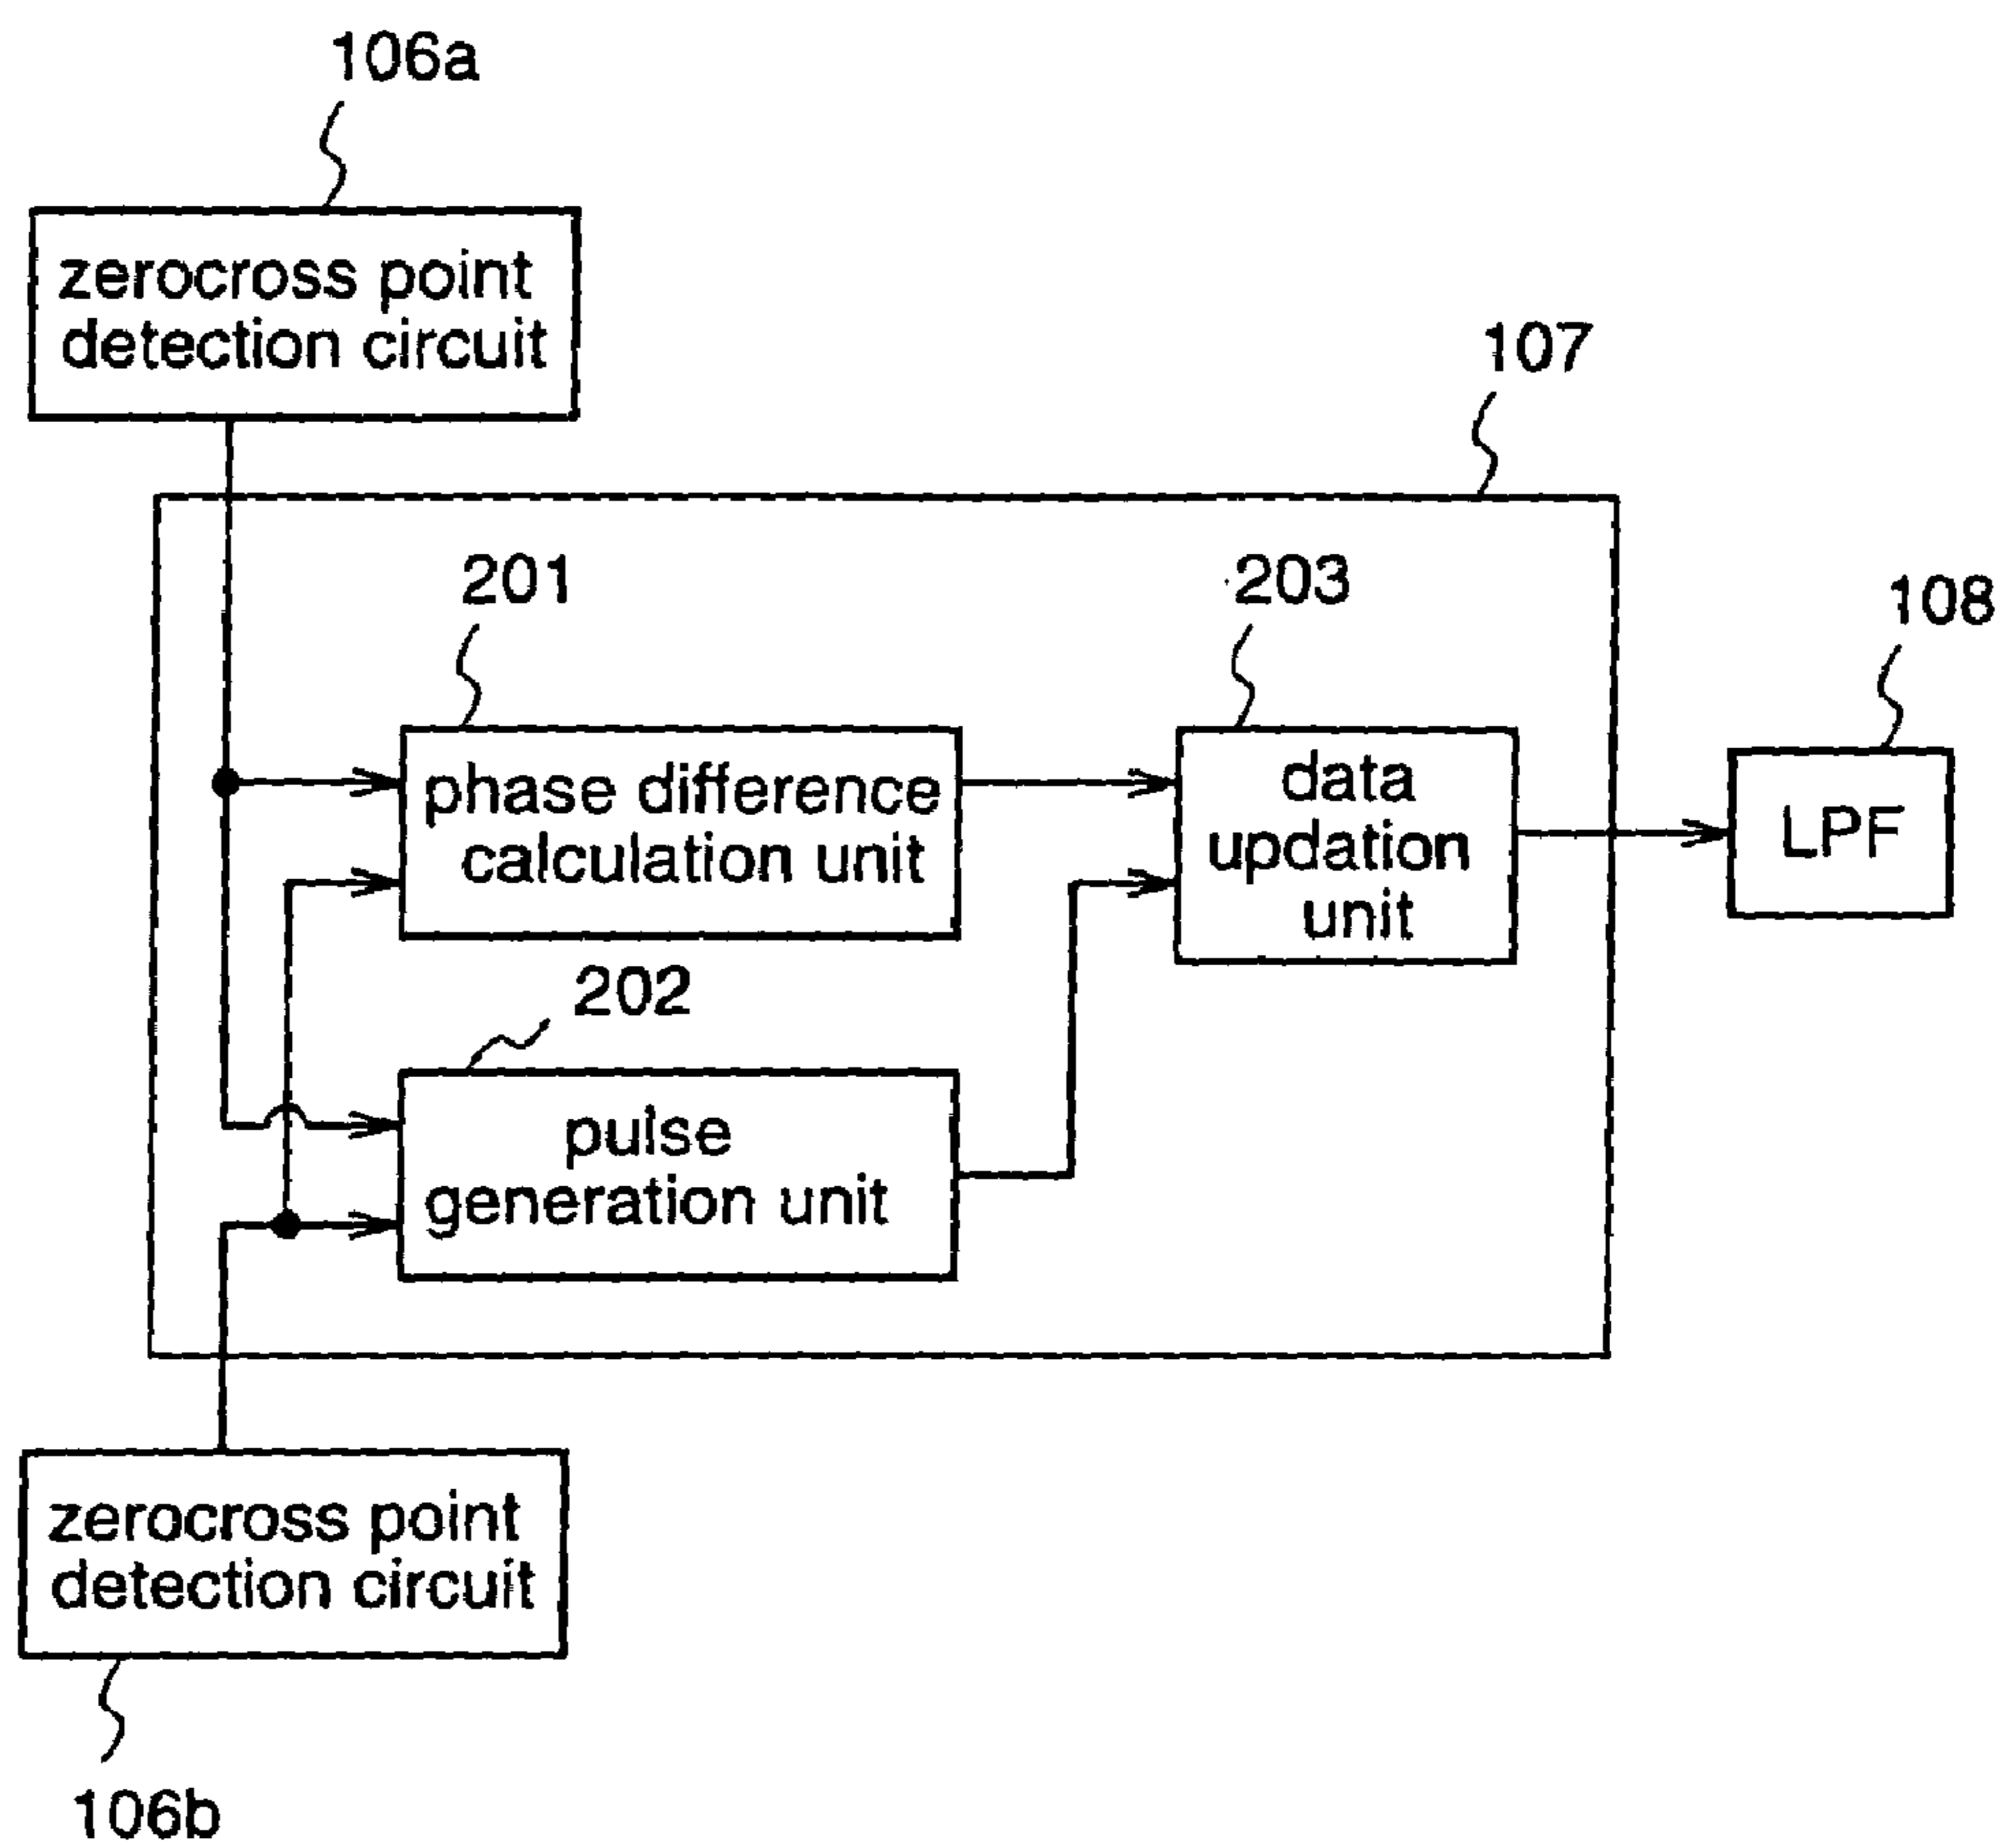 106a
zerocross point
detection circuit
107
201
203
108
phase difference
calculation unit
data
updation
unit
LPF
202
pulse
generation unit
zerocross point
detection circuit
106b